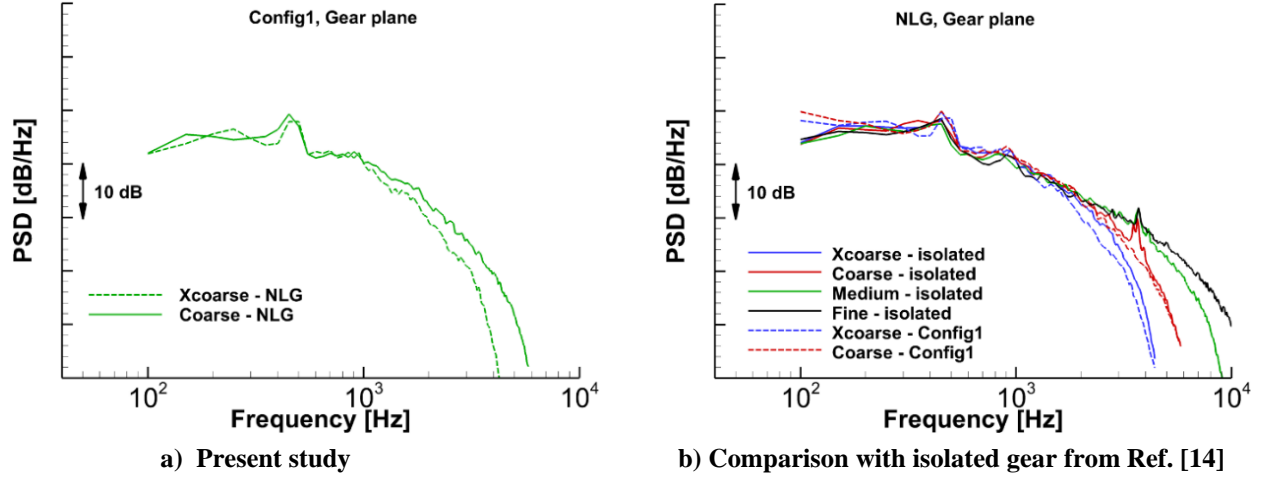 Config1, Gear plane
PSD [dB/Hz]
10 dB
Xcoarse - NLG
Coarse - NLG
10² 10³ 10⁴
Frequency [Hz]
a) Present study
NLG, Gear plane
PSD [dB/Hz]
10 dB
Xcoarse - isolated
Coarse - isolated
Medium - isolated
Fine - isolated
Xcoarse - Config1
Coarse - Config1
10² 10³ 10⁴
Frequency [Hz]
b) Comparison with isolated gear from Ref. [14]